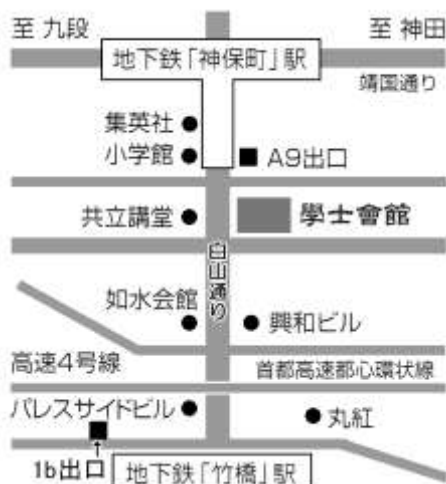 至 九段
至 神田
地下鉄「神保町」駅
靖国通り
集英社
小学館
A9出口
共立講堂
學士會館
白山通り
如水会館
興和ビル
高速4号線
首都高速都心環状線
パレスサイドビル
丸紅
1b出口
地下鉄「竹橋」駅